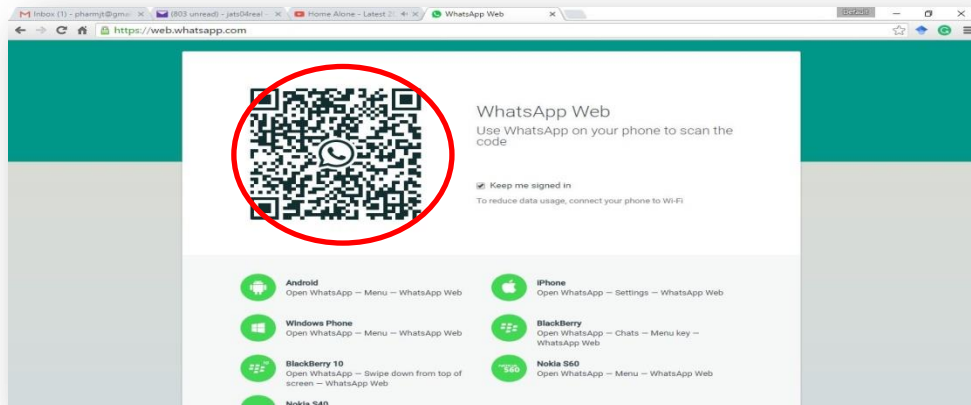 Inbox (1) - pharmjt@gmai
(803 unread) - jats04real -
Home Alone - Latest 2
WhatsApp Web
Default
https://web.whatsapp.com
WhatsApp Web
Use WhatsApp on your phone to scan the
code
Keep me signed in
To reduce data usage, connect your phone to Wi-Fi
Android
Open WhatsApp – Menu – WhatsApp Web
iPhone
Open WhatsApp – Settings – WhatsApp Web
Windows Phone
Open WhatsApp – Menu – WhatsApp Web
BlackBerry
Open WhatsApp – Chats – Menu key –
WhatsApp Web
BlackBerry 10
Open WhatsApp – Swipe down from top of
screen – WhatsApp Web
S60
Nokia S60
Open WhatsApp – Menu – WhatsApp Web
Nokia S40